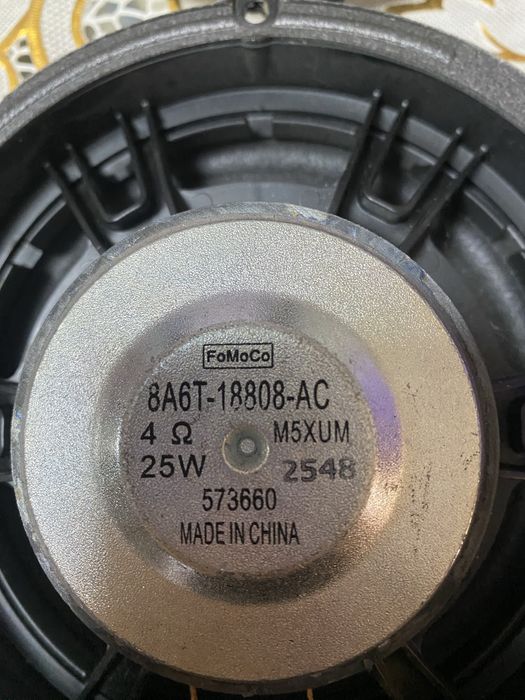 FoMoCo
8A6T-18808-AC
4 Ω M5XUM
25W 2548
573660
MADE IN CHINA